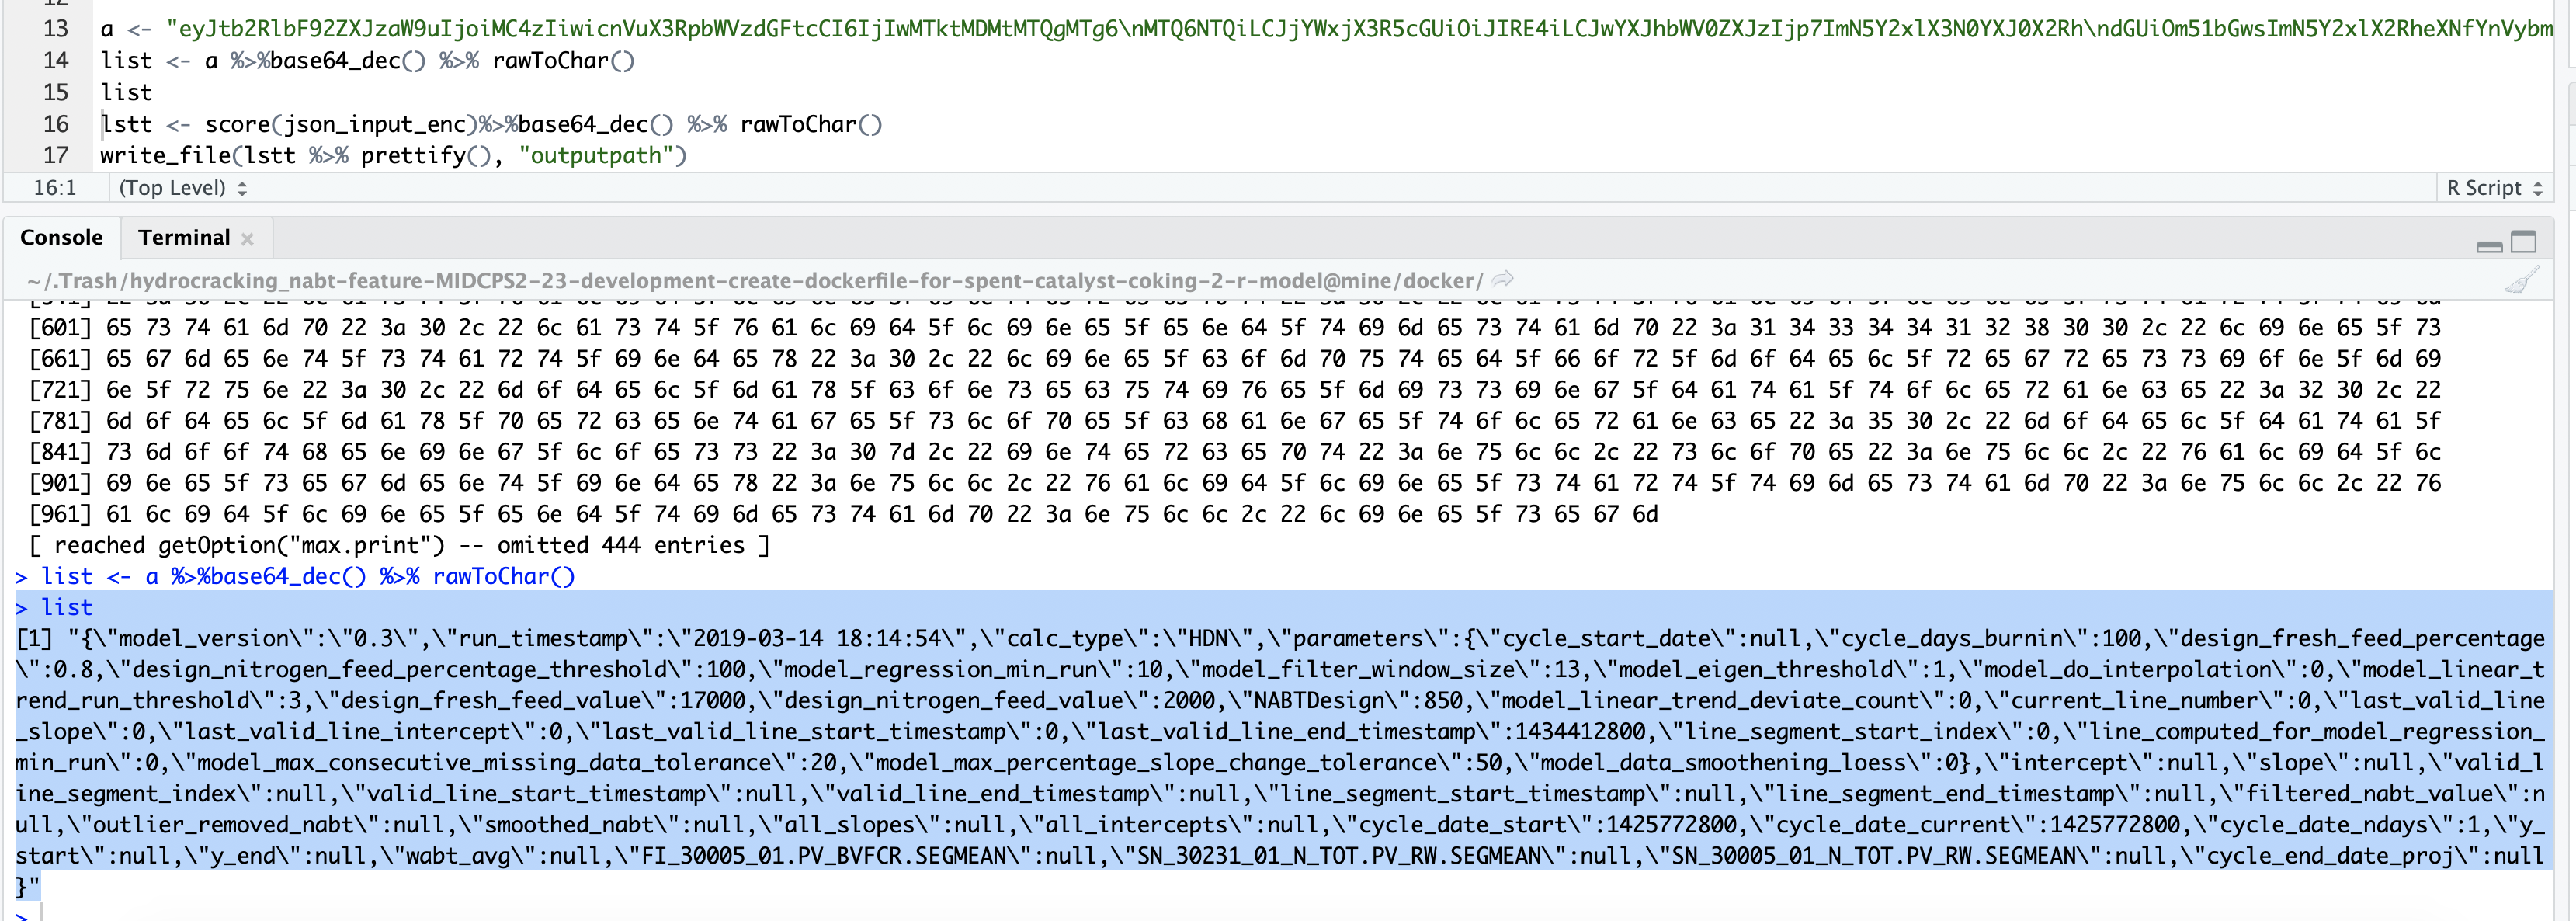 12
13 a <- "eyJtb2RlbF92ZXJzaW9uIjoiMC4zIiwicnVuX3RpbWVzdGFtcCI6IjIwMTktMDMtMTQgMTg6\nMTQ6NTQiLCJjYWxjX3R5cGUiOiJIRE4iLCJwYXJhbWV0ZXJzIjp7ImN5Y2xlX3N0YXJ0X2Rh\ndGUiOm51bGwsImN5Y2xlX2RheXNfYnVybm
14 list <- a %>%base64_dec() %>% rawToChar()
15 list
16 lstt <- score(json_input_enc)%>%base64_dec() %>% rawToChar()
17 write_file(lstt %>% prettify(), "outputpath")
16:1 (Top Level) R Script
Console Terminal
~/.Trash/hydrocracking_nabt-feature-MIDCPS2-23-development-create-dockerfile-for-spent-catalyst-coking-2-r-model@mine/docker/
[601] 65 73 74 61 6d 70 22 3a 30 2c 22 6c 61 73 74 5f 76 61 6c 69 64 5f 6c 69 6e 65 5f 65 6e 64 5f 74 69 6d 65 73 74 61 6d 70 22 3a 31 34 33 34 34 31 32 38 30 30 2c 22 6c 69 6e 65 5f 73
[661] 65 67 6d 65 6e 74 5f 73 74 61 72 74 5f 69 6e 64 65 78 22 3a 30 2c 22 6c 69 6e 65 5f 63 6f 6d 70 75 74 65 64 5f 66 6f 72 5f 6d 6f 64 65 6c 5f 72 65 67 72 65 73 73 69 6f 6e 5f 6d 69
[721] 6e 5f 72 75 6e 22 3a 30 2c 22 6d 6f 64 65 6c 5f 6d 61 78 5f 63 6f 6e 73 65 63 75 74 69 76 65 5f 6d 69 73 73 69 6e 67 5f 64 61 74 61 5f 74 6f 6c 65 72 61 6e 63 65 22 3a 32 30 2c 22
[781] 6d 6f 64 65 6c 5f 6d 61 78 5f 70 65 72 63 65 6e 74 61 67 65 5f 73 6c 6f 70 65 5f 63 68 61 6e 67 65 5f 74 6f 6c 65 72 61 6e 63 65 22 3a 35 30 2c 22 6d 6f 64 65 6c 5f 64 61 74 61 5f
[841] 73 6d 6f 6f 74 68 65 6e 69 6e 67 5f 6c 6f 65 73 73 22 3a 30 7d 2c 22 69 6e 74 65 72 63 65 70 74 22 3a 6e 75 6c 6c 2c 22 73 6c 6f 70 65 22 3a 6e 75 6c 6c 2c 22 76 61 6c 69 64 5f 6c
[901] 69 6e 65 5f 73 65 67 6d 65 6e 74 5f 69 6e 64 65 78 22 3a 6e 75 6c 6c 2c 22 76 61 6c 69 64 5f 6c 69 6e 65 5f 73 74 61 72 74 5f 74 69 6d 65 73 74 61 6d 70 22 3a 6e 75 6c 6c 2c 22 76
[961] 61 6c 69 64 5f 6c 69 6e 65 5f 65 6e 64 5f 74 69 6d 65 73 74 61 6d 70 22 3a 6e 75 6c 6c 2c 22 6c 69 6e 65 5f 73 65 67 6d
[ reached getOption("max.print") -- omitted 444 entries ]
> list <- a %>%base64_dec() %>% rawToChar()
> list
[1] "{\"model_version\":\"0.3\",\"run_timestamp\":\"2019-03-14 18:14:54\",\"calc_type\":\"HDN\",\"parameters\":{\"cycle_start_date\":null,\"cycle_days_burnin\":100,\"design_fresh_feed_percentage
\":0.8,\"design_nitrogen_feed_percentage_threshold\":100,\"model_regression_min_run\":10,\"model_filter_window_size\":13,\"model_eigen_threshold\":1,\"model_do_interpolation\":0,\"model_linear_t
rend_run_threshold\":3,\"design_fresh_feed_value\":17000,\"design_nitrogen_feed_value\":2000,\"NABTDesign\":850,\"model_linear_trend_deviate_count\":0,\"current_line_number\":0,\"last_valid_line
_slope\":0,\"last_valid_line_intercept\":0,\"last_valid_line_start_timestamp\":0,\"last_valid_line_end_timestamp\":1434412800,\"line_segment_start_index\":0,\"line_computed_for_model_regression_
min_run\":0,\"model_max_consecutive_missing_data_tolerance\":20,\"model_max_percentage_slope_change_tolerance\":50,\"model_data_smoothening_loess\":0},\"intercept\":null,\"slope\":null,\"valid_l
ine_segment_index\":null,\"valid_line_start_timestamp\":null,\"valid_line_end_timestamp\":null,\"line_segment_start_timestamp\":null,\"line_segment_end_timestamp\":null,\"filtered_nabt_value\":n
ull,\"outlier_removed_nabt\":null,\"smoothed_nabt\":null,\"all_slopes\":null,\"all_intercepts\":null,\"cycle_date_start\":1425772800,\"cycle_date_current\":1425772800,\"cycle_date_ndays\":1,\"y_
start\":null,\"y_end\":null,\"wabt_avg\":null,\"FI_30005_01.PV_BVFCR.SEGMEAN\":null,\"SN_30231_01_N_TOT.PV_RW.SEGMEAN\":null,\"SN_30005_01_N_TOT.PV_RW.SEGMEAN\":null,\"cycle_end_date_proj\":null
}"
>